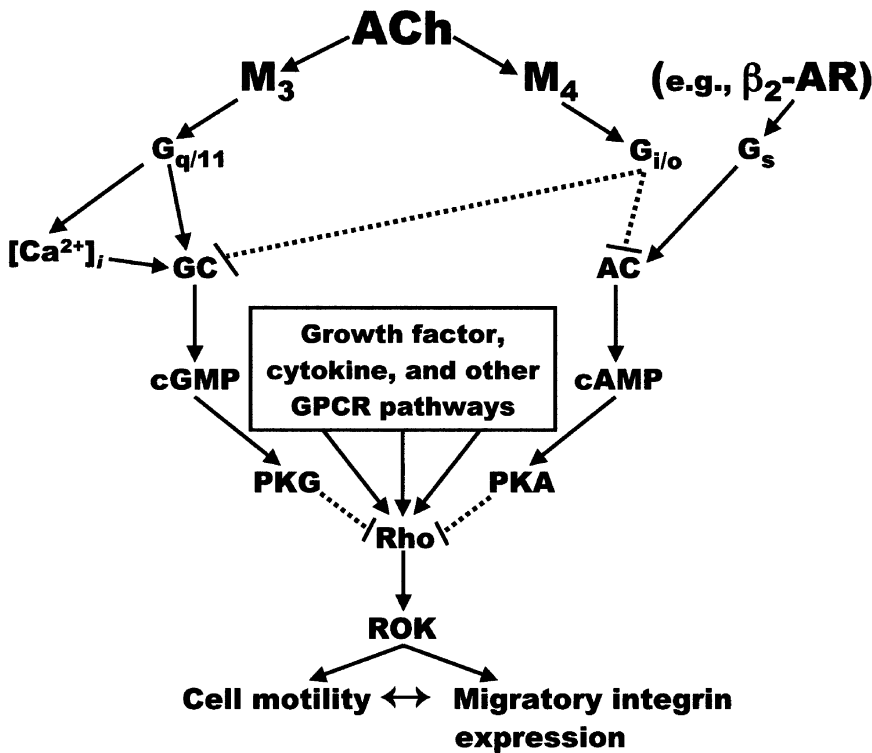 ACh
M3
M4
(e.g., β2-AR)
Gq/11
Gi/o
Gs
[Ca2+]i
GC
AC
Growth factor,
cytokine, and other
GPCR pathways
cGMP
cAMP
PKG
PKA
Rho
ROK
Cell motility
Migratory integrin
expression